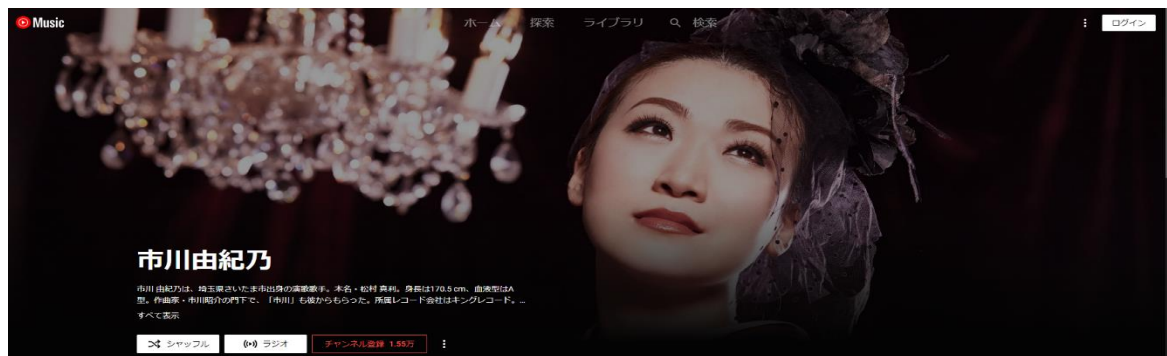 Music
ホーム 探索 ライブラリ 検索
ログイン
市川由紀乃
市川 由紀乃は、埼玉県さいたま市出身の演歌歌手。本名・松村 真利。身長は170.5 cm、血液型はA
型。作曲家・市川昭介の門下で、「市川」も彼からもらった。所属レコード会社はキングレコード。...
すべて表示
シャッフル ラジオ チャンネル登録 1.55万